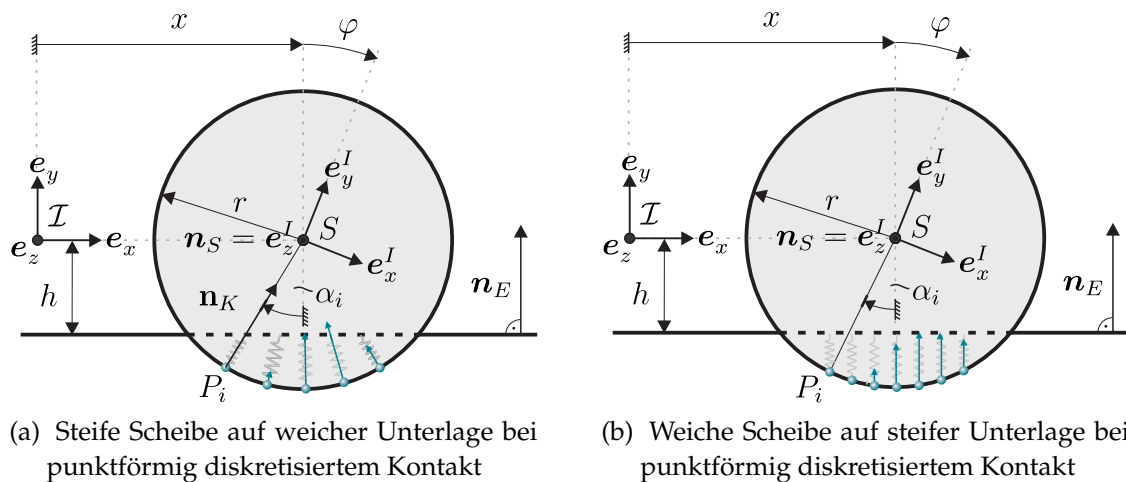 x
φ
x
φ
e_y
e_y^I
e_y
e_y^I
I
r
S
I
r
S
e_z
e_x
n_S = e_z^I
e_z
e_x
n_S = e_z^I
e_x^I
e_x^I
h
n_K
α_i
n_E
h
α_i
n_E
P_i
P_i
(a) Steife Scheibe auf weicher Unterlage bei
punktförmig diskretisiertem Kontakt
(b) Weiche Scheibe auf steifer Unterlage bei
punktförmig diskretisiertem Kontakt